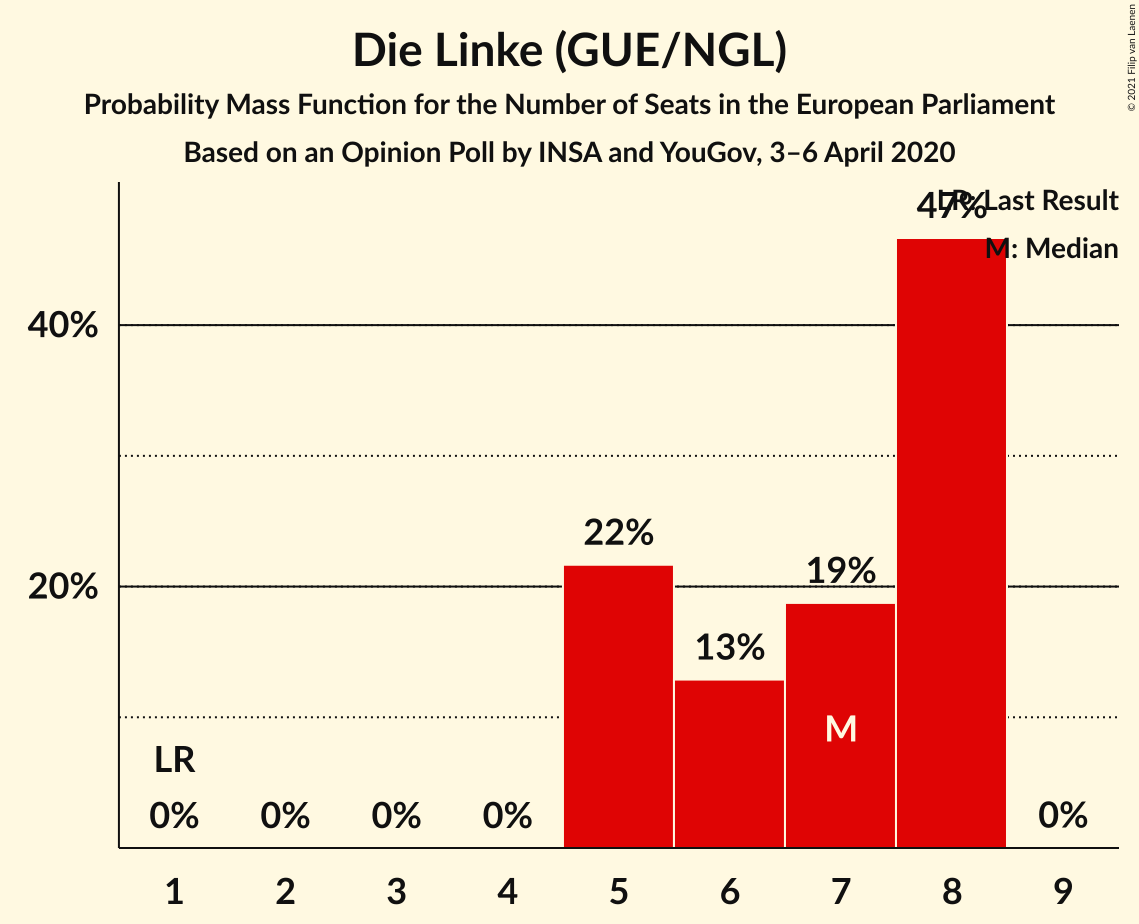 Die Linke (GUE/NGL)
Probability Mass Function for the Number of Seats in the European Parliament
Based on an Opinion Poll by INSA and YouGov, 3–6 April 2020
© 2021 Filip van Laenen
LR: Last Result
M: Median
47%
40%
22%
20%
19%
13%
M
LR
0% 0% 0% 0% 0%
1 2 3 4 5 6 7 8 9